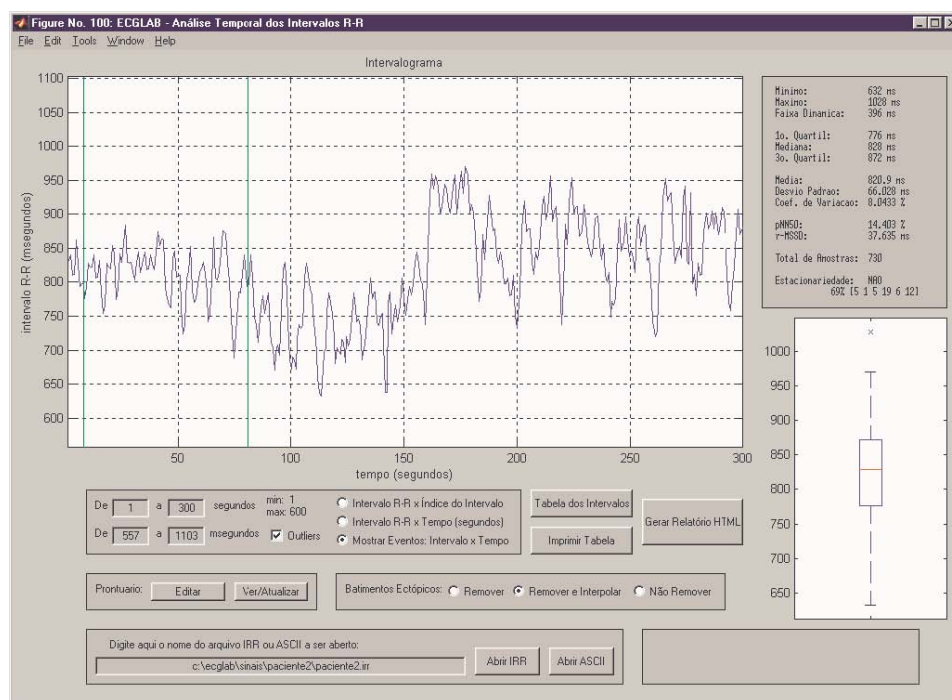 Figure No. 100: ECGLAB - Análise Temporal dos Intervalos R-R
File Edit Tools Window Help
Intervalograma
1100
1050
1000
950
900
850
800
750
700
650
600
intervalo R-R (msegundos)
50 100 150 200 250 300
tempo (segundos)
Minimo: 632 ms
Maximo: 1028 ms
Faixa Dinamica: 396 ms
1o. Quartil: 776 ms
Mediana: 828 ms
3o. Quartil: 872 ms
Media: 820.9 ms
Desvio Padrao: 66.028 ms
Coef. de Variacao: 8.0433 %
pNN50: 14.403 %
r-MSSD: 37.635 ms
Total de Amostras: 730
Estacionariedade: NAO
69% [5 1 5 19 6 12]
1000
950
900
850
800
750
700
650
De 1 a 300 segundos min: 1
max: 600
De 557 a 1103 msegundos Outliers
Intervalo R-R x Índice do Intervalo
Intervalo R-R x Tempo (segundos)
Mostrar Eventos: Intervalo x Tempo
Tabela dos Intervalos
Imprimir Tabela
Gerar Relatório HTML
Prontuario: Editar Ver/Atualizar
Batimentos Ectópicos: Remover Remover e Interpolar Não Remover
Digite aqui o nome do arquivo IRR ou ASCII a ser aberto:
c:\ecglab\sinais\paciente2\paciente2.irr
Abrir IRR Abrir ASCII